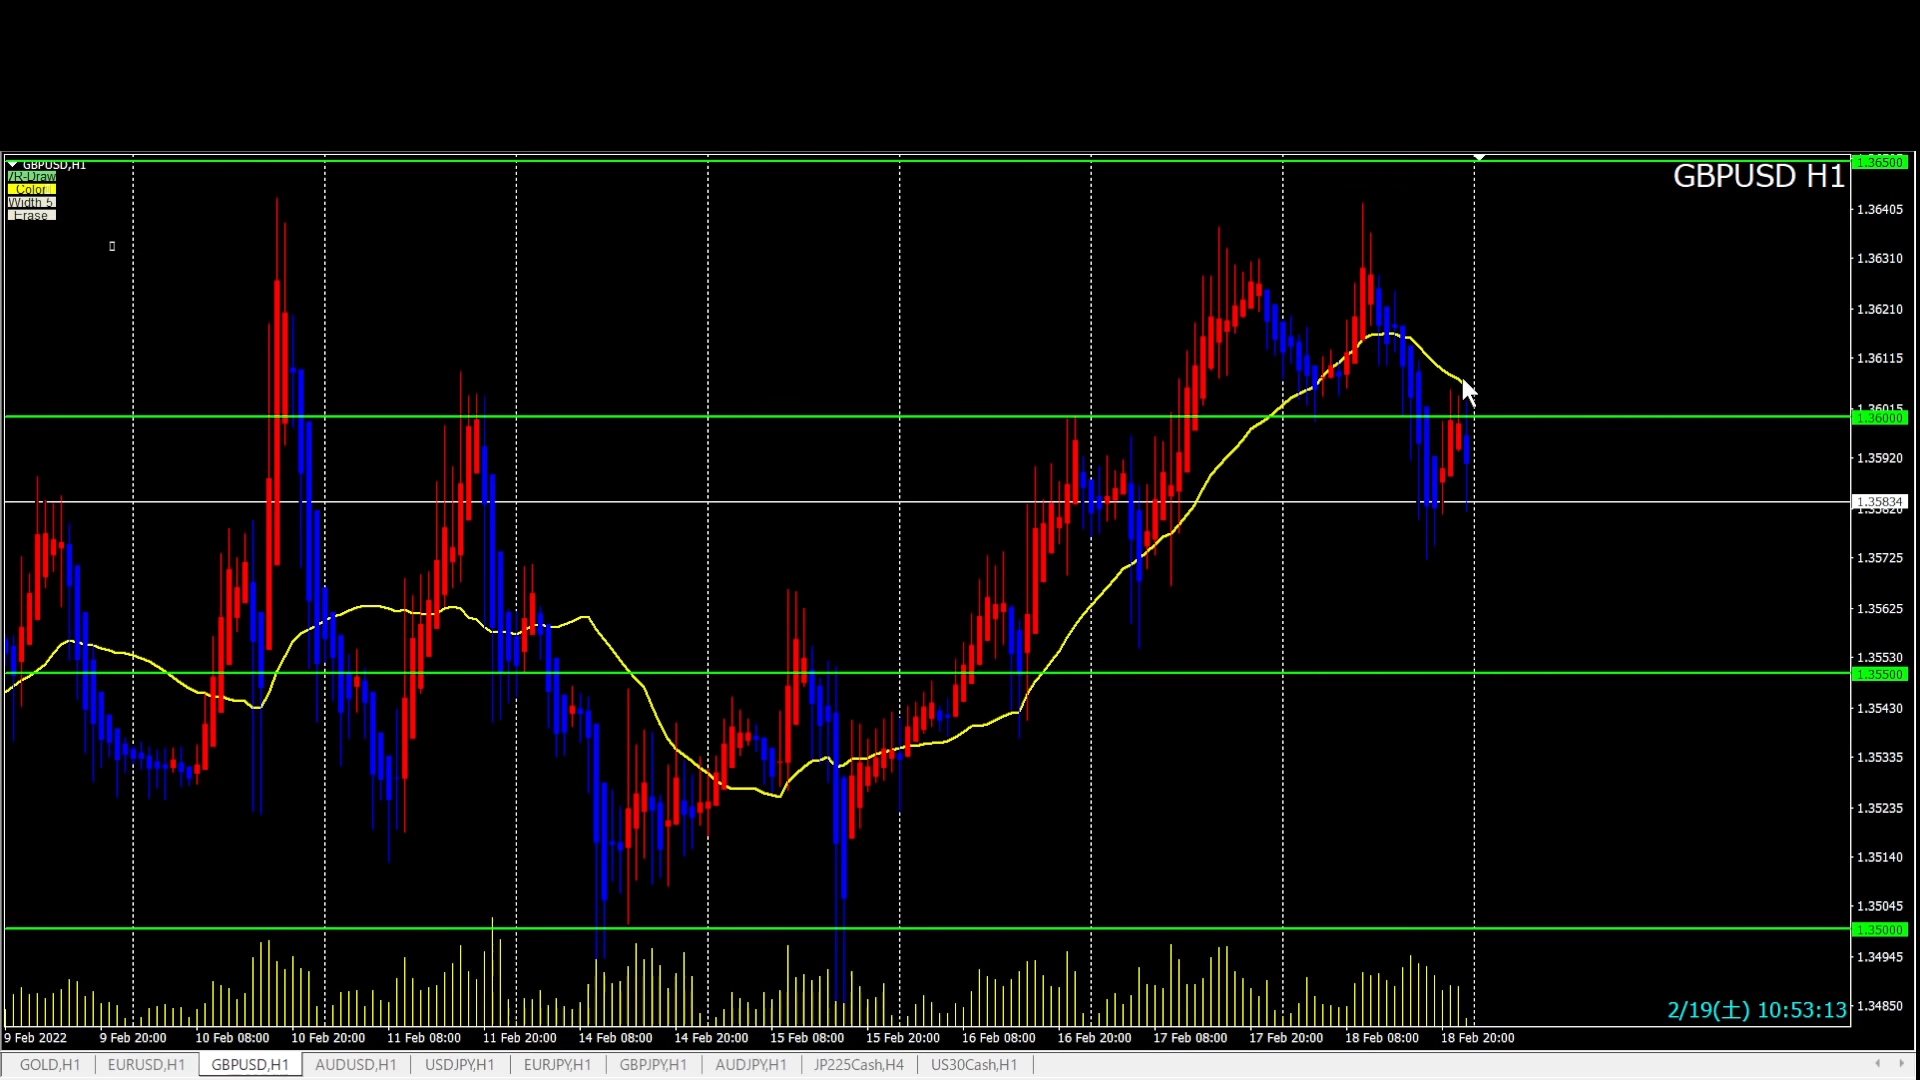 GBPUSD,H1
/R-Draw
Color
Width 5
Erase
GBPUSD H1
1.36500
1.36405
1.36310
1.36210
1.36115
1.36015
1.36000
1.35920
1.35834
1.35820
1.35725
1.35625
1.35530
1.35500
1.35430
1.35335
1.35235
1.35140
1.35045
1.35000
1.34945
1.34850
2/19(土) 10:53:13
9 Feb 2022 9 Feb 20:00 10 Feb 08:00 10 Feb 20:00 11 Feb 08:00 11 Feb 20:00 14 Feb 08:00 14 Feb 20:00 15 Feb 08:00 15 Feb 20:00 16 Feb 08:00 16 Feb 20:00 17 Feb 08:00 17 Feb 20:00 18 Feb 08:00 18 Feb 20:00
GOLD,H1 EURUSD,H1 GBPUSD,H1 AUDUSD,H1 USDJPY,H1 EURJPY,H1 GBPJPY,H1 AUDJPY,H1 JP225Cash,H4 US30Cash,H1